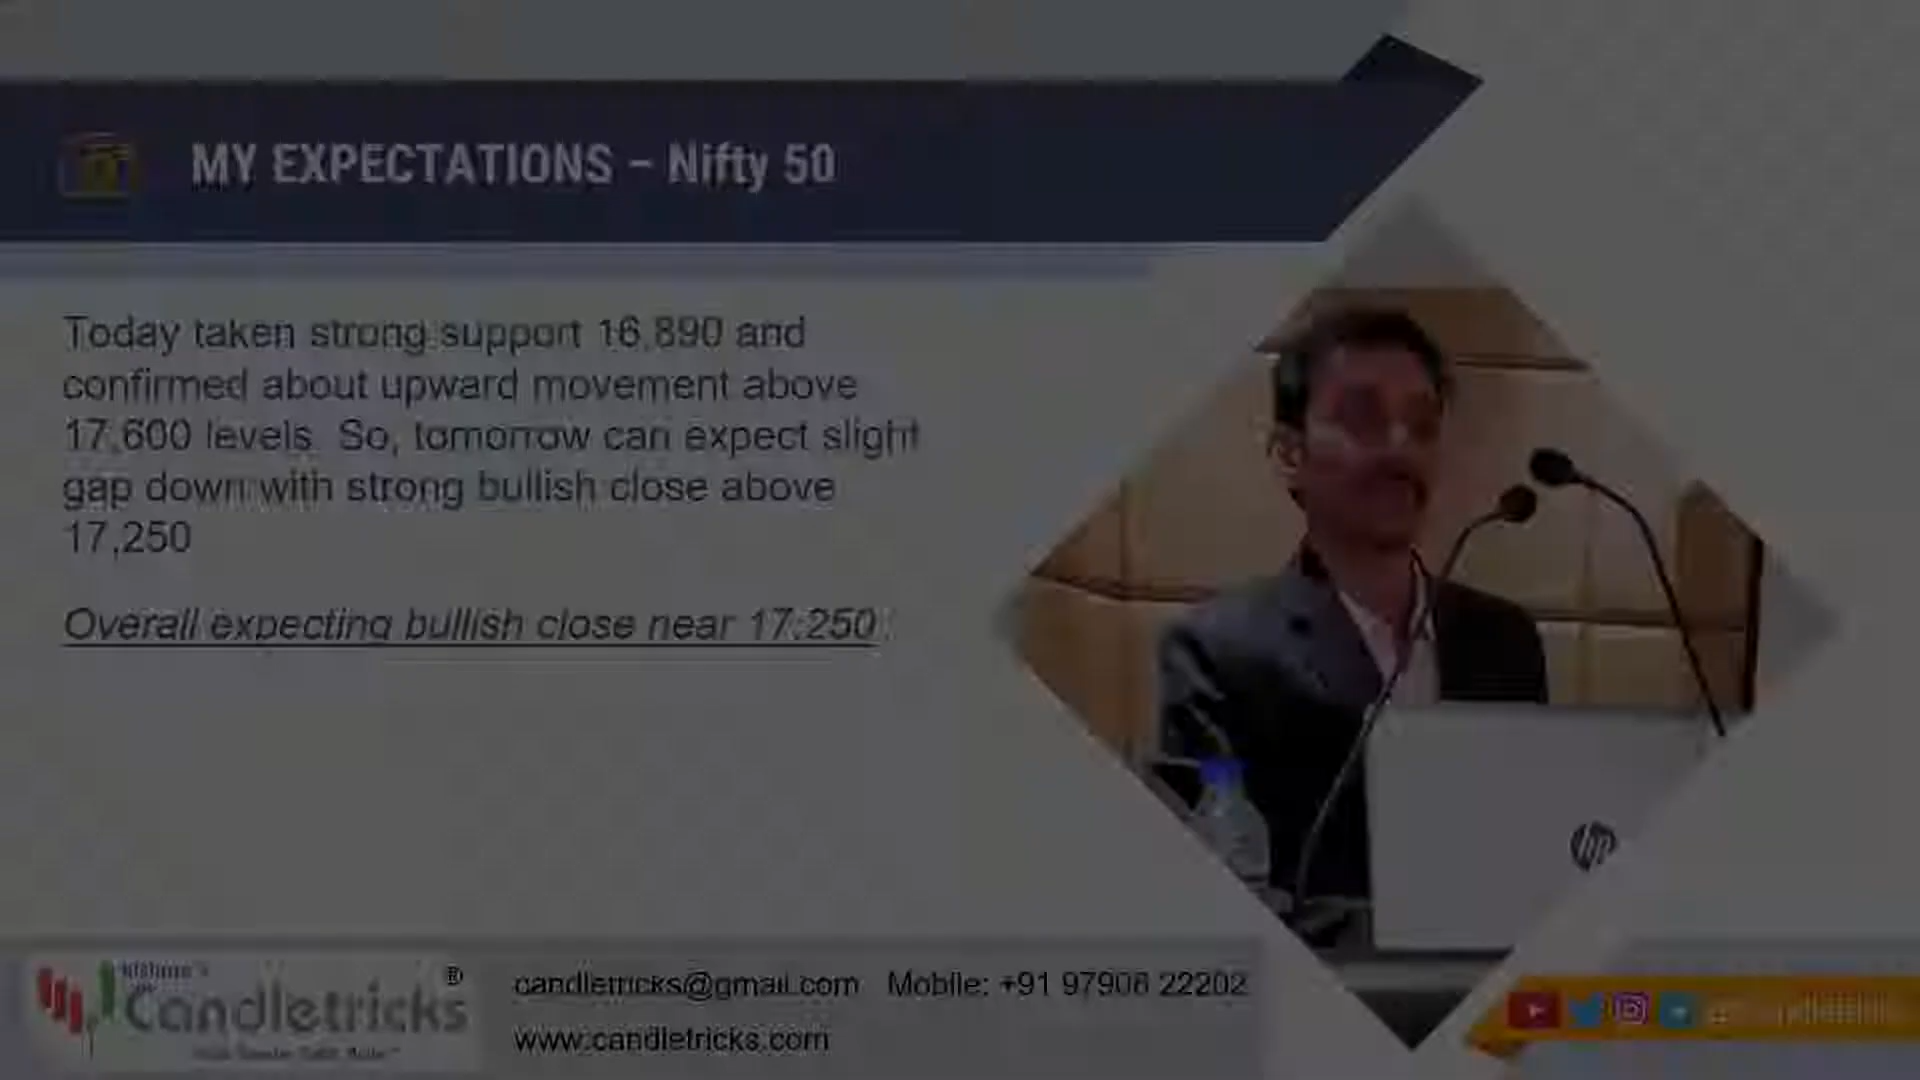 MY EXPECTATIONS – Nifty 50
Today taken strong support 16,890 and
confirmed about upward movement above
17,600 levels. So, tomorrow can expect slight
gap down with strong bullish close above
17,250
Overall expecting bullish close near 17,250
Candletricks®
candletricks@gmail.com Mobile: +91 97908 22202
www.candletricks.com
hp